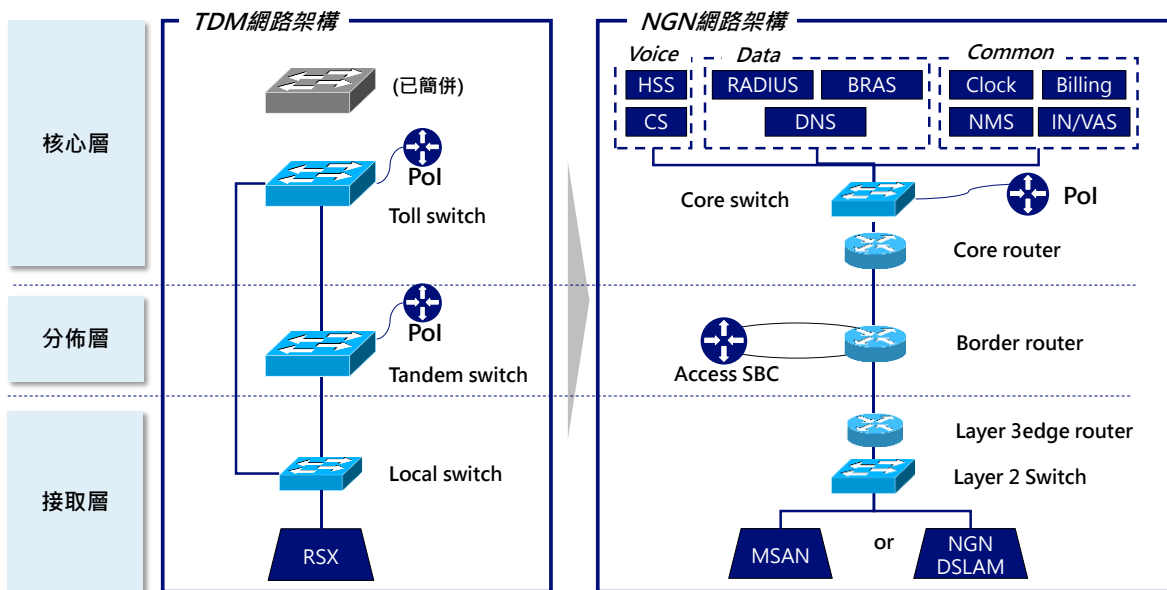 TDM網路架構
NGN網路架構
核心層
分佈層
接取層
(已簡併)
PoI
Toll switch
PoI
Tandem switch
Local switch
RSX
Voice
Data
Common
HSS
CS
RADIUS
BRAS
DNS
Clock
Billing
NMS
IN/VAS
Core switch
PoI
Core router
Border router
Access SBC
Layer 3edge router
Layer 2 Switch
MSAN
or
NGN
DSLAM